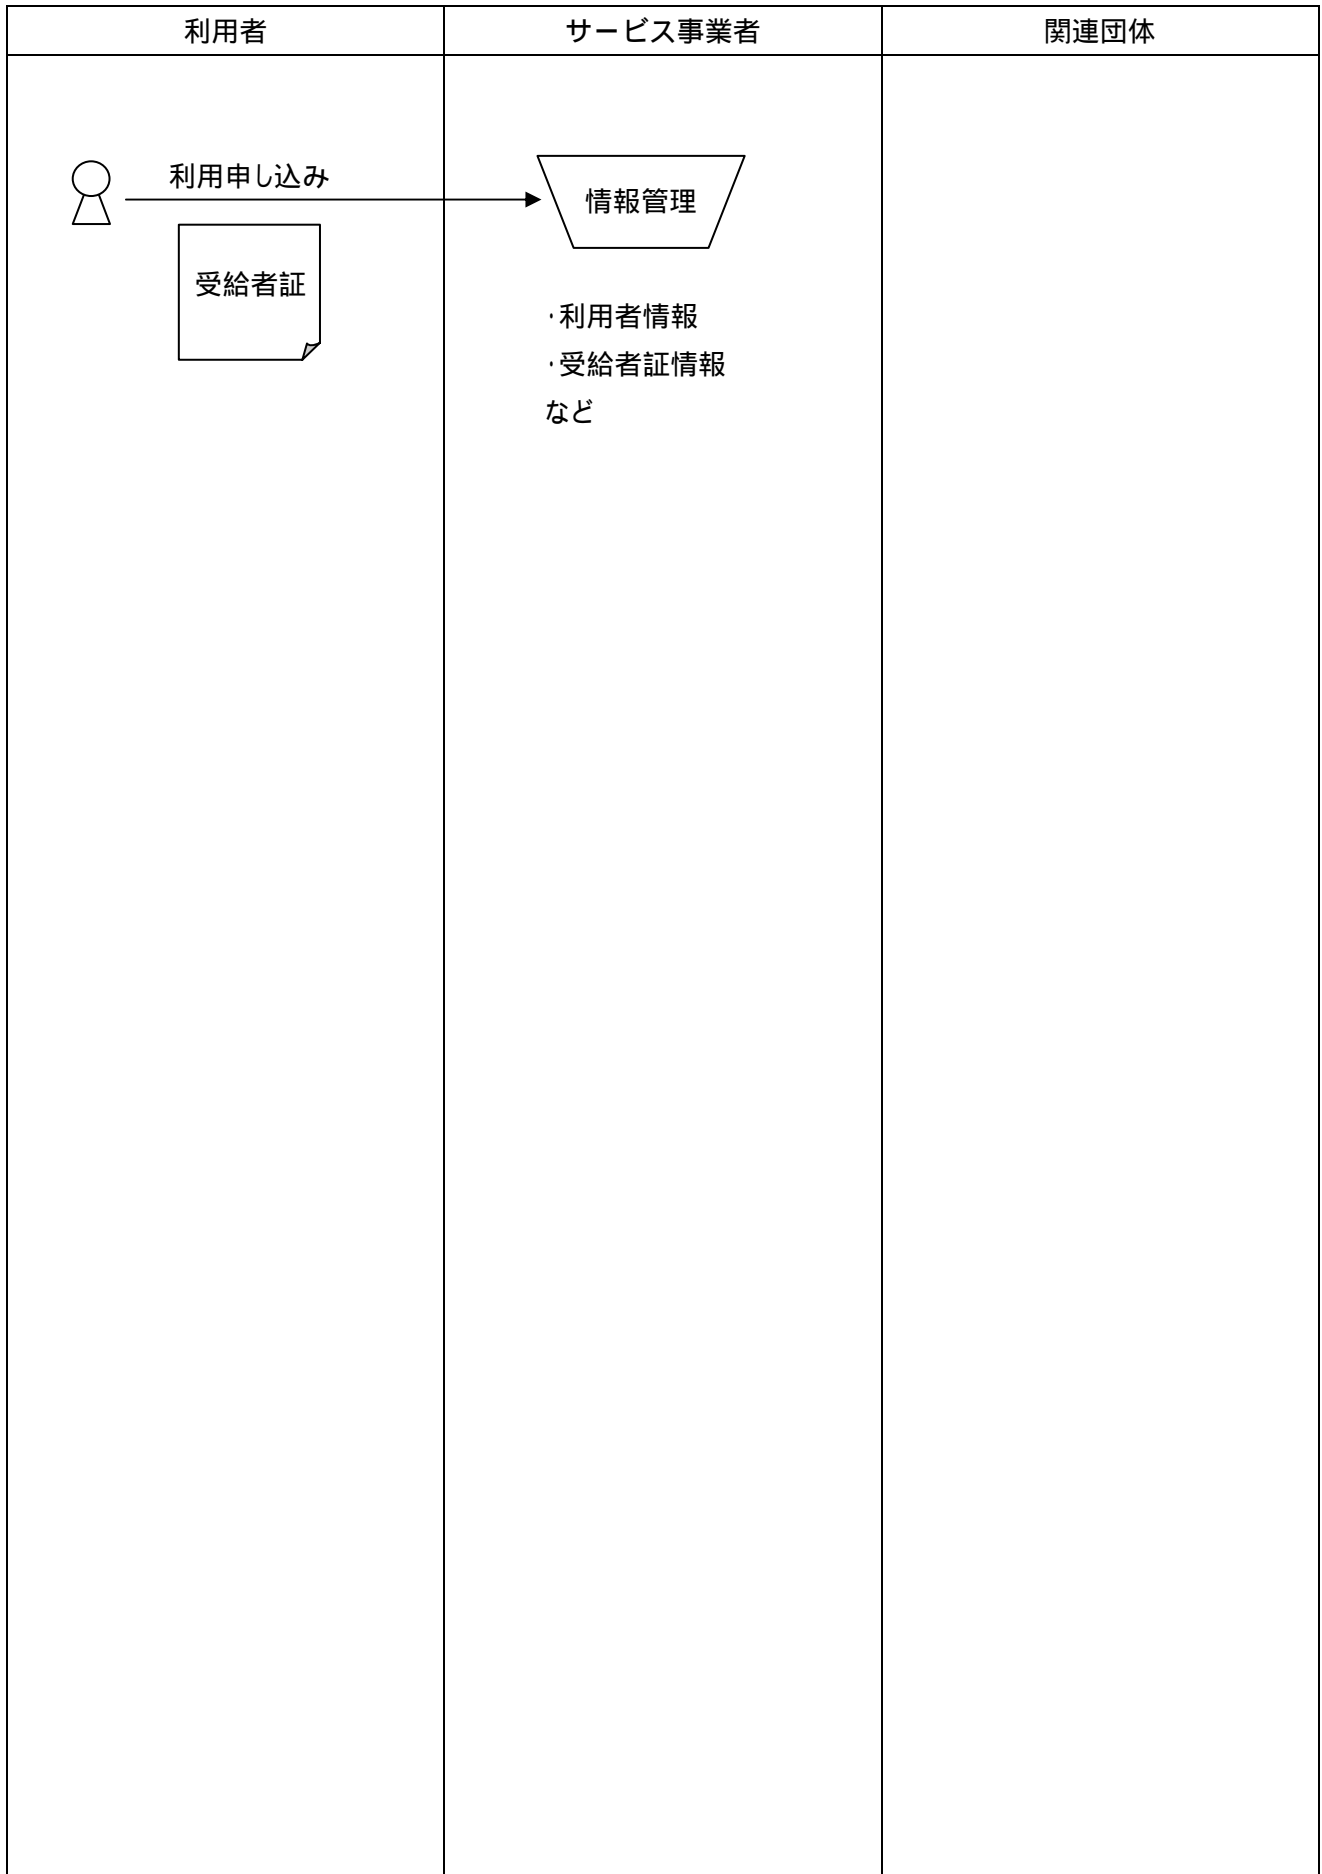 利用者
サービス事業者
関連団体
利用申し込み
情報管理
受給者証
・利用者情報
・受給者証情報
など